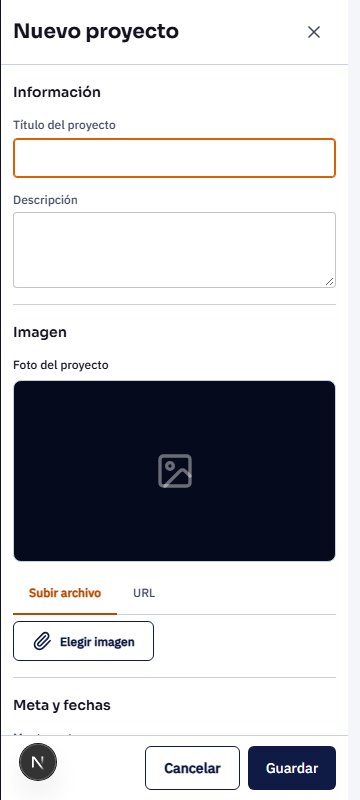 Nuevo proyecto
Información
Título del proyecto
Descripción
Imagen
Foto del proyecto
Subir archivo
URL
Elegir imagen
Meta y fechas
N
Cancelar
Guardar